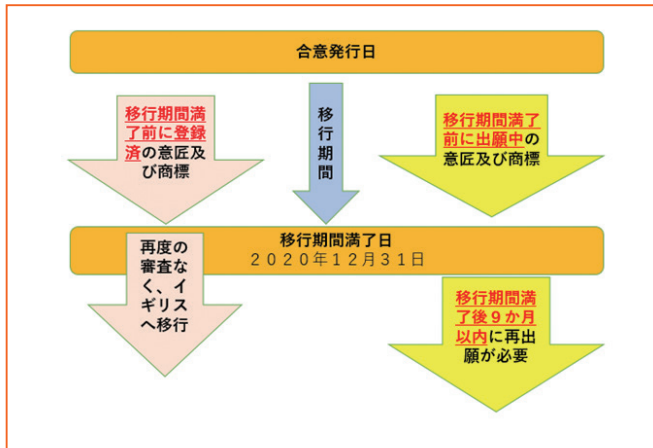 合意発行日
移行期間満
了前に登録
済の意匠及
び商標
移
行
期
間
移行期間満了
前に出願中の
意匠及び商標
移行期間満了日
２０２０年１２月３１日
再度の
審査な
く、イ
ギリス
へ移行
移行期間満
了後９か月
以内に再出
願が必要